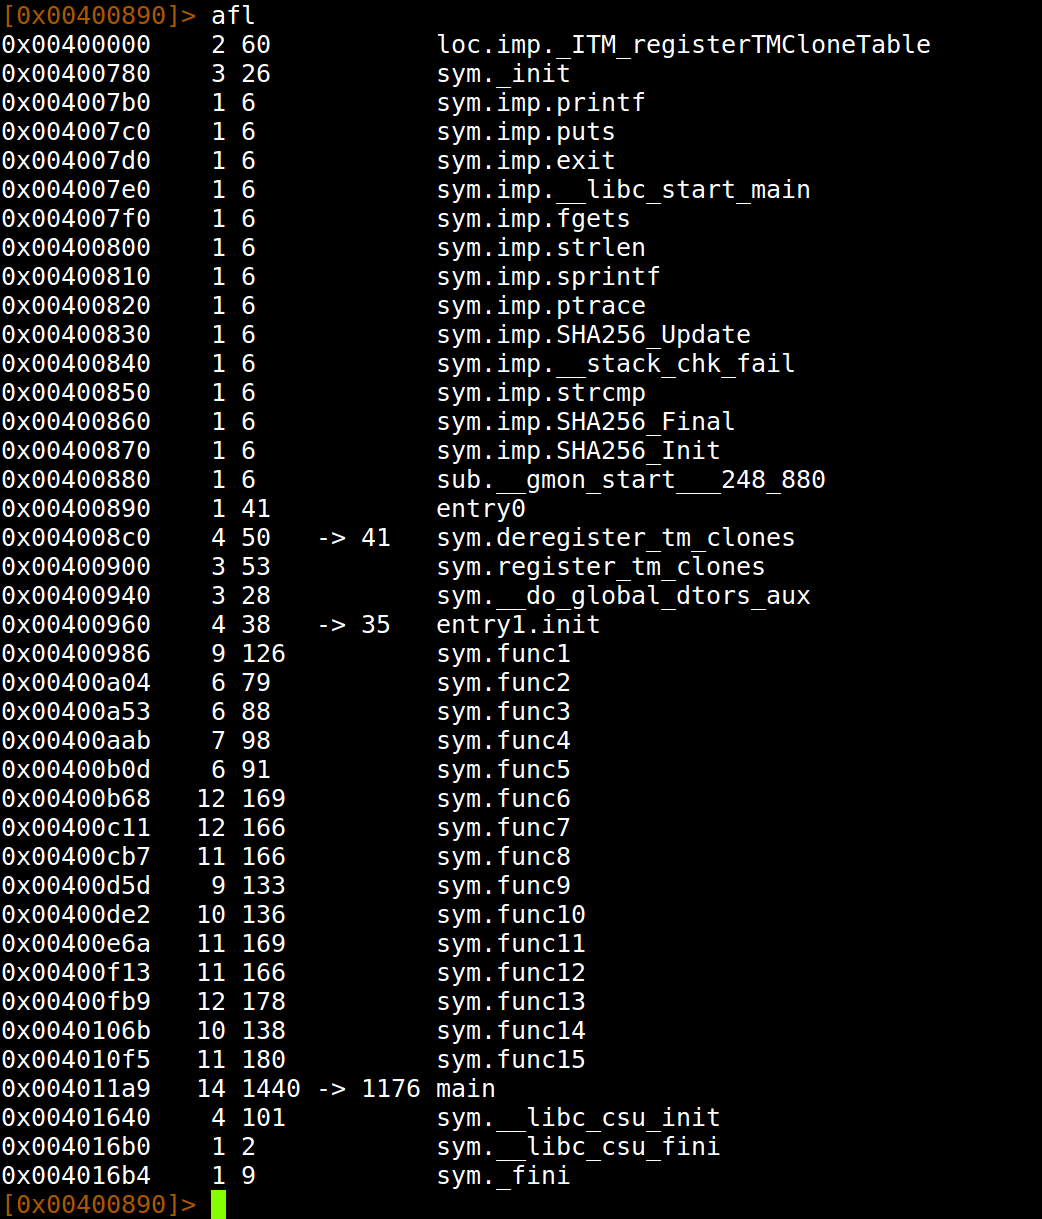 [0x00400890]> afl
0x00400000    2 60           loc.imp._ITM_registerTMCloneTable
0x00400780    3 26           sym._init
0x004007b0    1 6            sym.imp.printf
0x004007c0    1 6            sym.imp.puts
0x004007d0    1 6            sym.imp.exit
0x004007e0    1 6            sym.imp.__libc_start_main
0x004007f0    1 6            sym.imp.fgets
0x00400800    1 6            sym.imp.strlen
0x00400810    1 6            sym.imp.sprintf
0x00400820    1 6            sym.imp.ptrace
0x00400830    1 6            sym.imp.SHA256_Update
0x00400840    1 6            sym.imp.__stack_chk_fail
0x00400850    1 6            sym.imp.strcmp
0x00400860    1 6            sym.imp.SHA256_Final
0x00400870    1 6            sym.imp.SHA256_Init
0x00400880    1 6            sub.__gmon_start___248_880
0x00400890    1 41           entry0
0x004008c0    4 50   -> 41   sym.deregister_tm_clones
0x00400900    3 53           sym.register_tm_clones
0x00400940    3 28           sym.__do_global_dtors_aux
0x00400960    4 38   -> 35   entry1.init
0x00400986    9 126          sym.func1
0x00400a04    6 79           sym.func2
0x00400a53    6 88           sym.func3
0x00400aab    7 98           sym.func4
0x00400b0d    6 91           sym.func5
0x00400b68   12 169          sym.func6
0x00400c11   12 166          sym.func7
0x00400cb7   11 166          sym.func8
0x00400d5d    9 133          sym.func9
0x00400de2   10 136          sym.func10
0x00400e6a   11 169          sym.func11
0x00400f13   11 166          sym.func12
0x00400fb9   12 178          sym.func13
0x0040106b   10 138          sym.func14
0x004010f5   11 180          sym.func15
0x004011a9   14 1440 -> 1176 main
0x00401640    4 101          sym.__libc_csu_init
0x004016b0    1 2            sym.__libc_csu_fini
0x004016b4    1 9            sym._fini
[0x00400890]>